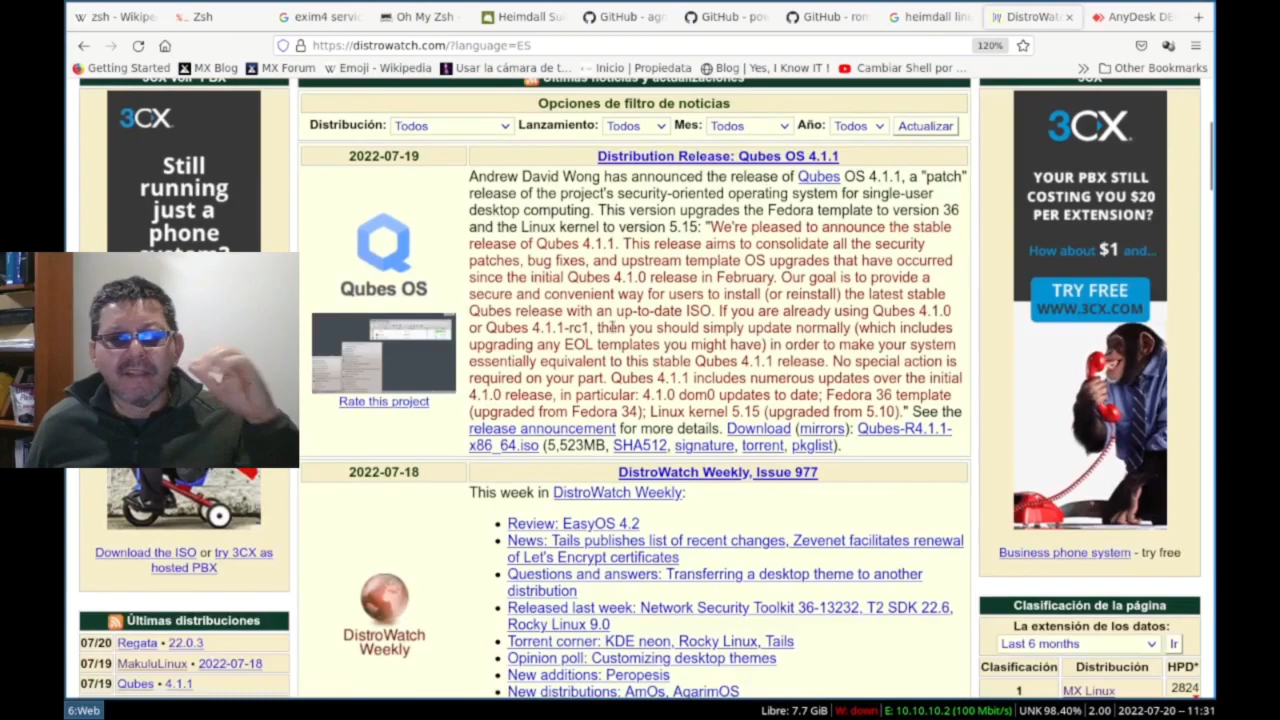 zsh - Wikipe
Zsh
exim4 servi
Oh My Zsh
Heimdall Su
GitHub - agn
GitHub - pov
GitHub - rom
heimdall lin
DistroWat
AnyDesk DE
https://distrowatch.com/?language=ES
120%
Getting Started
MX Blog
MX Forum
Emoji - Wikipedia
Usar la cámara de t...
Inicio | Propiedata
Blog | Yes, I Know IT !
Cambiar Shell por ...
Other Bookmarks
Últimas noticias y actualizaciones
3CX
Still
running
just a
phone
system?
Download the ISO or try 3CX as
hosted PBX
Últimas distribuciones
07/20 Regata • 22.0.3
07/19 MakuluLinux • 2022-07-18
07/19 Qubes • 4.1.1
Opciones de filtro de noticias
Distribución: Todos Lanzamiento: Todos Mes: Todos Año: Todos Actualizar
2022-07-19
Distribution Release: Qubes OS 4.1.1
Qubes OS
Rate this project
Andrew David Wong has announced the release of Qubes OS 4.1.1, a "patch"
release of the project's security-oriented operating system for single-user
desktop computing. This version upgrades the Fedora template to version 36
and the Linux kernel to version 5.15: "We're pleased to announce the stable
release of Qubes 4.1.1. This release aims to consolidate all the security
patches, bug fixes, and upstream template OS upgrades that have occurred
since the initial Qubes 4.1.0 release in February. Our goal is to provide a
secure and convenient way for users to install (or reinstall) the latest stable
Qubes release with an up-to-date ISO. If you are already using Qubes 4.1.0
or Qubes 4.1.1-rc1, then you should simply update normally (which includes
upgrading any EOL templates you might have) in order to make your system
essentially equivalent to this stable Qubes 4.1.1 release. No special action is
required on your part. Qubes 4.1.1 includes numerous updates over the initial
4.1.0 release, in particular: 4.1.0 dom0 updates to date; Fedora 36 template
(upgraded from Fedora 34); Linux kernel 5.15 (upgraded from 5.10)." See the
release announcement for more details. Download (mirrors): Qubes-R4.1.1-
x86_64.iso (5,523MB, SHA512, signature, torrent, pkglist).
2022-07-18
DistroWatch Weekly, Issue 977
DistroWatch
Weekly
This week in DistroWatch Weekly:
• Review: EasyOS 4.2
• News: Tails publishes list of recent changes, Zevenet facilitates renewal
of Let's Encrypt certificates
• Questions and answers: Transferring a desktop theme to another
distribution
• Released last week: Network Security Toolkit 36-13232, T2 SDK 22.6,
Rocky Linux 9.0
• Torrent corner: KDE neon, Rocky Linux, Tails
• Opinion poll: Customizing desktop themes
• New additions: Peropesis
• New distributions: AmOs, AgarimOS
3CX
YOUR PBX STILL
COSTING YOU $20
PER EXTENSION?
How about $1 and...
TRY FREE
WWW.3CX.COM
Business phone system - try free
Clasificación de la página
La extensión de los datos:
Last 6 months Ir
Clasificación Distribución HPD*
1 MX Linux 2824
6:Web
Libre: 7.7 GiB | W: down | E: 10.10.10.2 (100 Mbit/s) | UNK 98.40% | 2.00 | 2022-07-20 -- 11:31